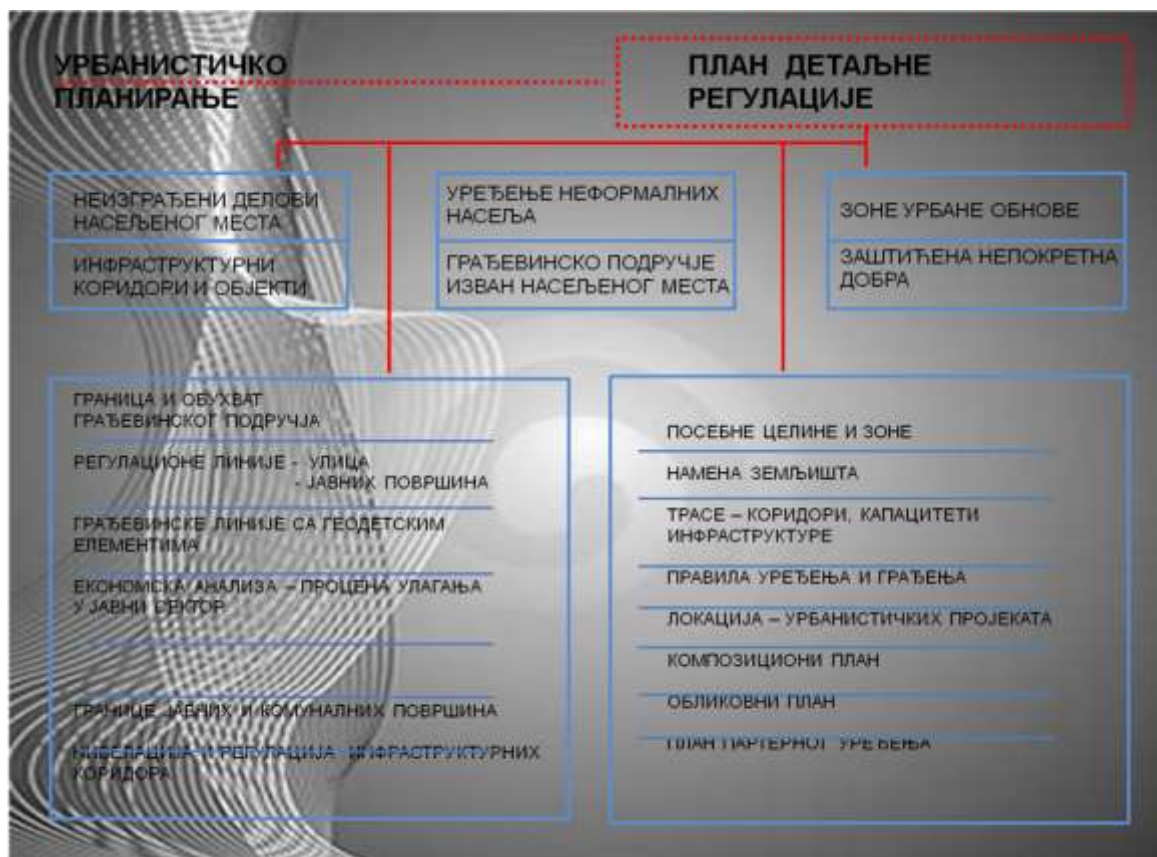 УРБАНИСТИЧКО
ПЛАНИРАЊЕ
ПЛАН ДЕТАЉНЕ
РЕГУЛАЦИЈЕ
НЕИЗГРАЂЕНИ ДЕЛОВИ
НАСЕЉЕНОГ МЕСТА
ИНФРАСТРУКТУРНИ
КОРИДОРИ И ОБЈЕКТИ
УРЕЂЕЊЕ НЕФОРМАЛНИХ
НАСЕЉА
ГРАЂЕВИНСКО ПОДРУЧЈЕ
ИЗВАН НАСЕЉЕНОГ МЕСТА
ЗОНЕ УРБАНЕ ОБНОВЕ
ЗАШТИЋЕНА НЕПОКРЕТНА
ДОБРА
ГРАНИЦА И ОБУХВАТ
ГРАЂЕВИНСКОГ ПОДРУЧЈА
РЕГУЛАЦИОНЕ ЛИНИЈЕ - УЛИЦА
- ЈАВНИХ ПОВРШИНА
ГРАЂЕВИНСКЕ ЛИНИЈЕ СА ГЕОДЕТСКИМ
ЕЛЕМЕНТИМА
ЕКОНОМСКА АНАЛИЗА – ПРОЦЕНА УЛАГАЊА
У ЈАВНИ СЕКТОР
ГРАНИЦЕ ЈАВНИХ И КОМУНАЛНИХ ПОВРШИНА
НИВЕЛАЦИЈА И РЕГУЛАЦИЈА ИНФРАСТРУКТУРНИХ
КОРИДОРА
ПОСЕБНЕ ЦЕЛИНЕ И ЗОНЕ
НАМЕНА ЗЕМЉИШТА
ТРАСЕ – КОРИДОРИ, КАПАЦИТЕТИ
ИНФРАСТРУКТУРЕ
ПРАВИЛА УРЕЂЕЊА И ГРАЂЕЊА
ЛОКАЦИЈА – УРБАНИСТИЧКИХ ПРОЈЕКАТА
КОМПОЗИЦИОНИ ПЛАН
ОБЛИКОВНИ ПЛАН
ПЛАН ПАРТЕРНОГ УРЕЂЕЊА